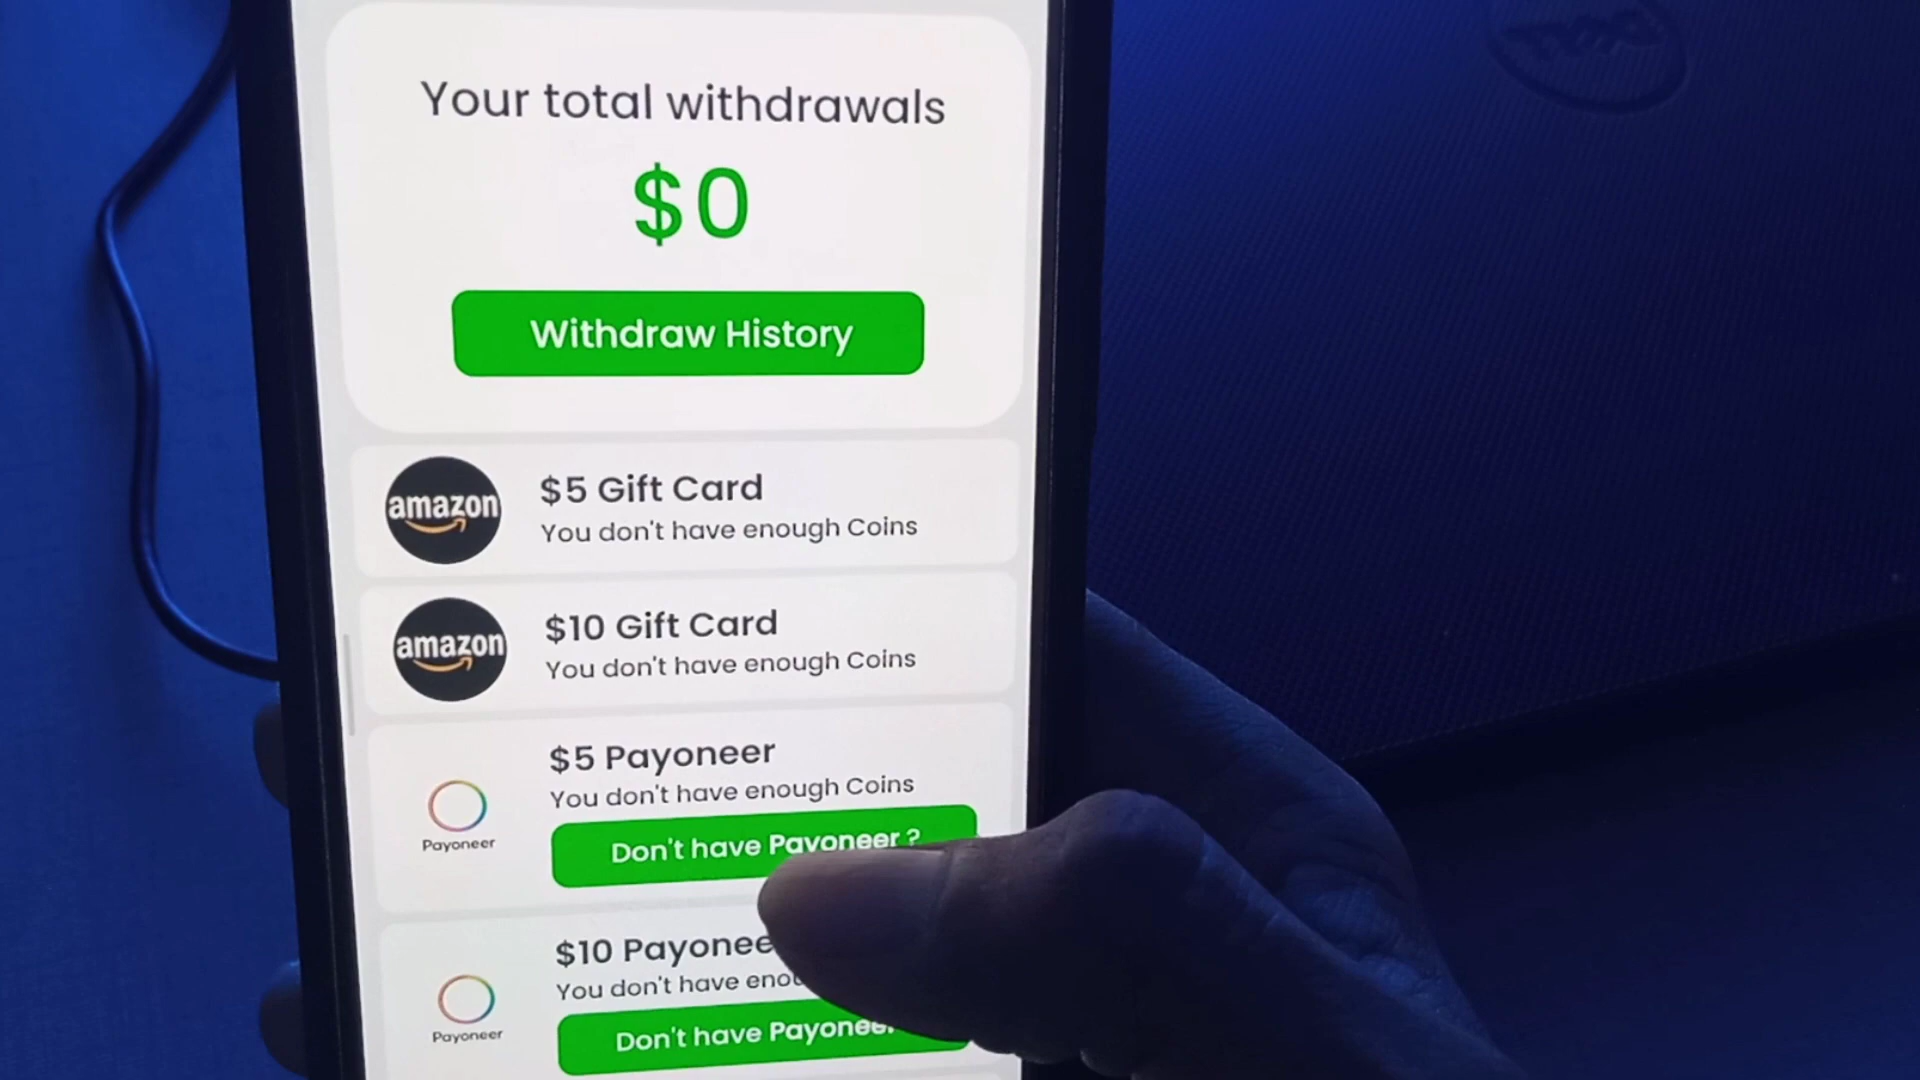 Your total withdrawals
$0
Withdraw History
amazon
$5 Gift Card
You don't have enough Coins
amazon
$10 Gift Card
You don't have enough Coins
$5 Payoneer
You don't have enough Coins
Payoneer
Don't have Payoneer ?
$10 Payonee
You don't have
Payoneer
Don't have Payoneer
DELL